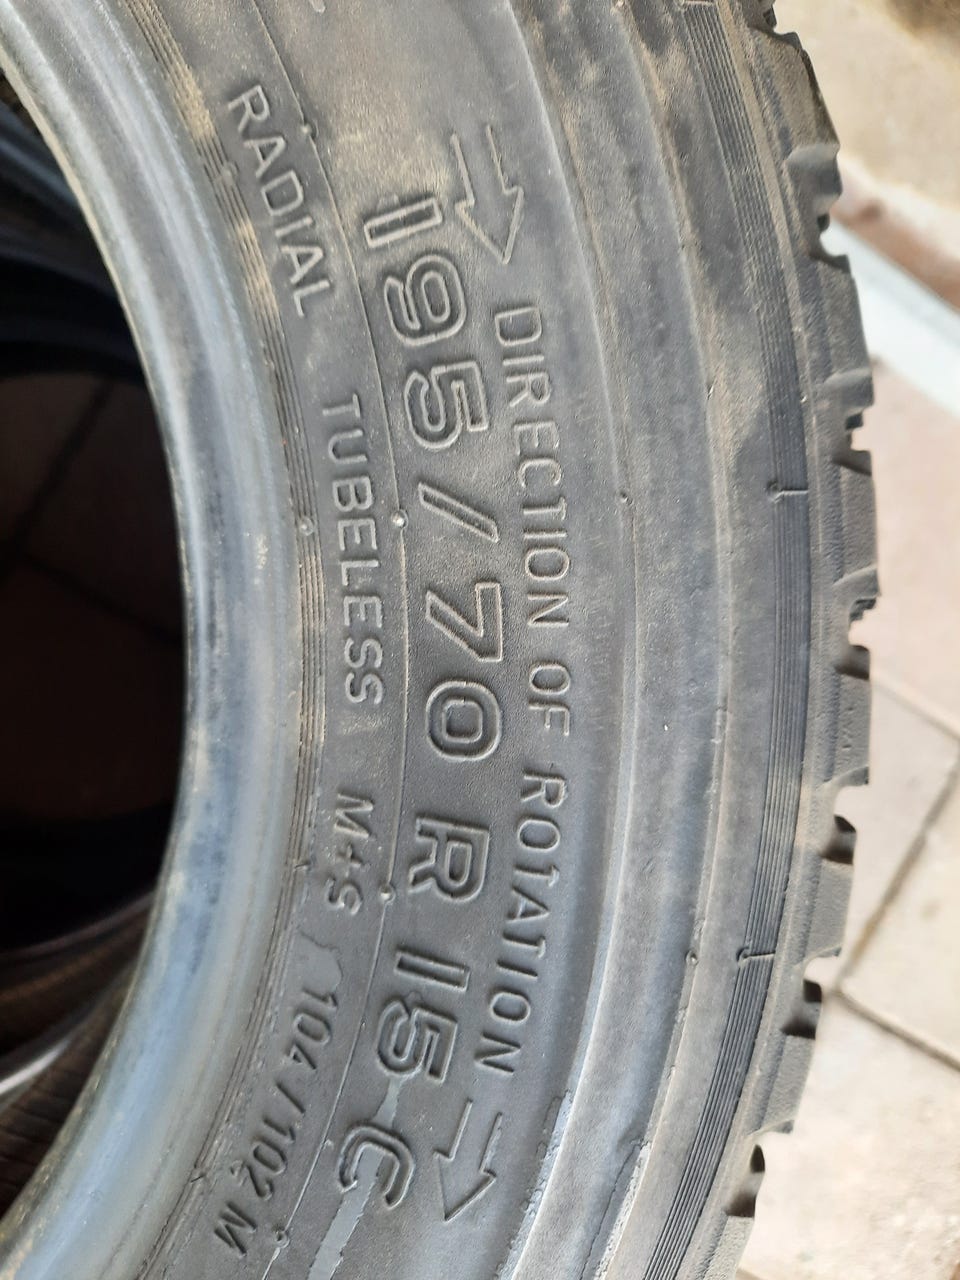 DIRECTION OF ROTATION
195/70 R 15 C
RADIAL TUBELESS M+S 104/102 M